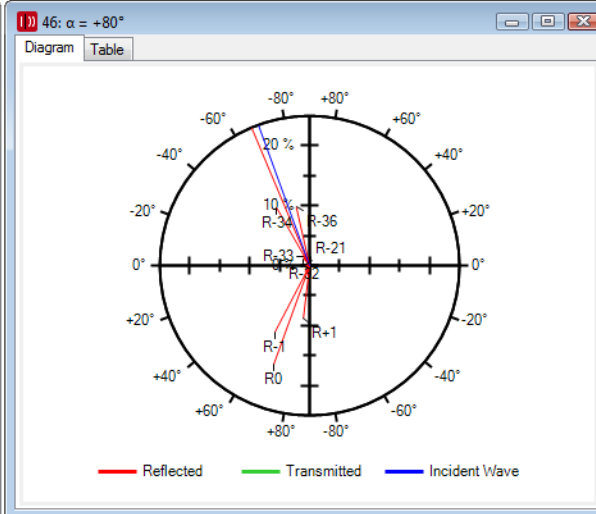 46: α = +80°
Diagram Table
-80° +80°
-60° +60°
20 %
-40° +40°
10 %
-20° +20°
R-34 R-36
R-21
R-33
0° 0 % 0°
R-32
+20° -20°
R-1 R+1
R0
+40° -40°
+60° -60°
+80° -80°
Reflected Transmitted Incident Wave